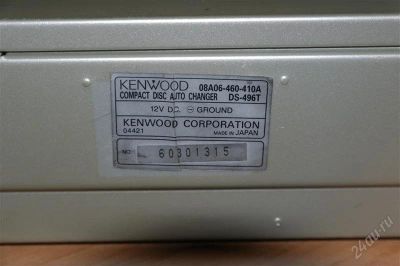 KENWOOD 08A06-460-410A
COMPACT DISC AUTO CHANGER DS-496T
12V DC. ⊖ GROUND
KENWOOD CORPORATION
04421 MADE IN JAPAN
NO. 60301315
24au.ru